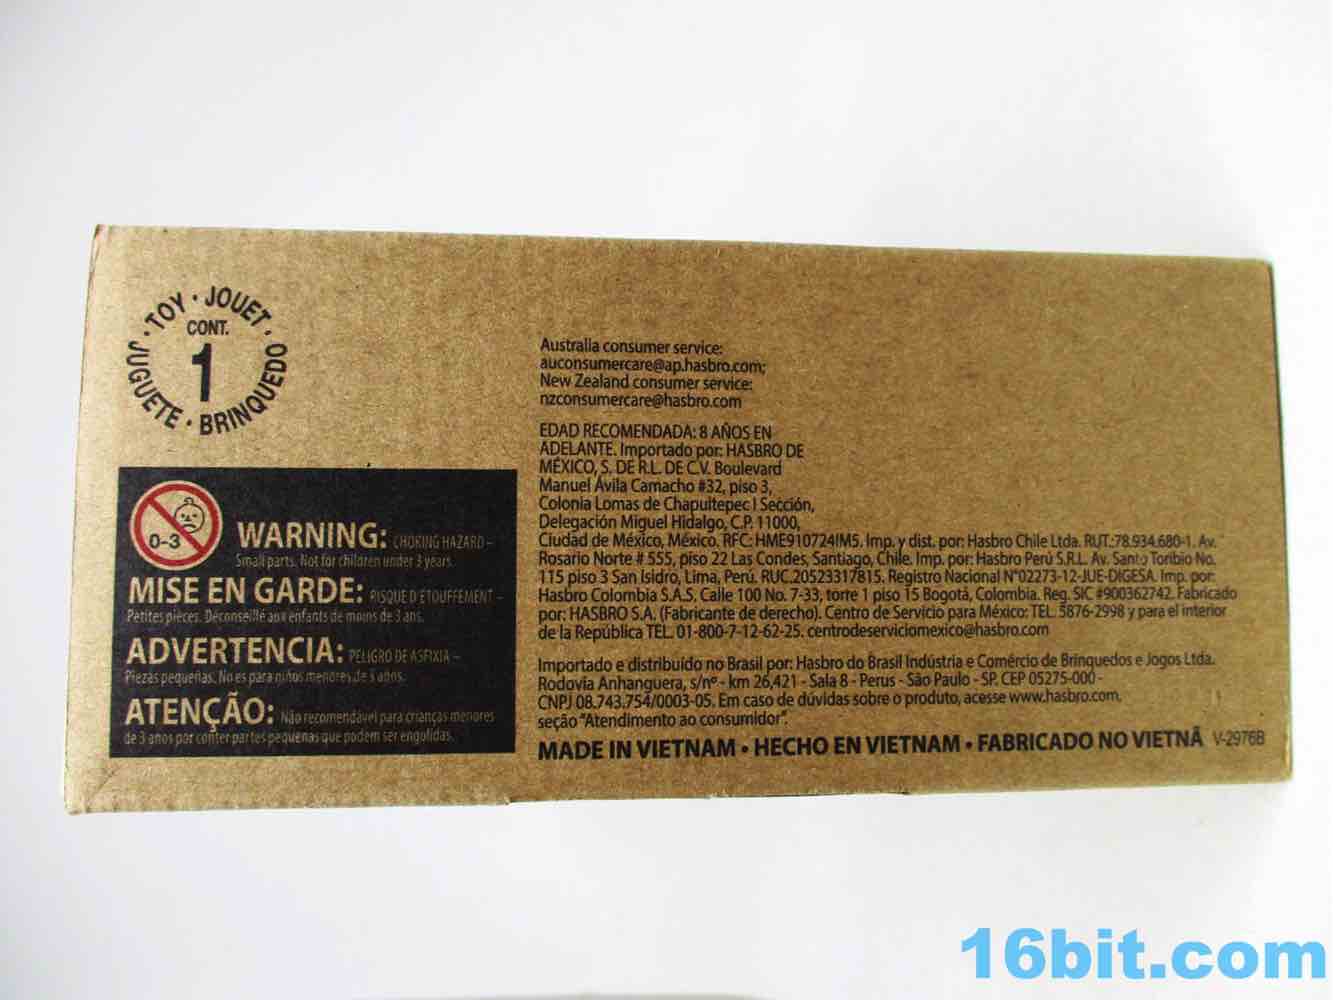 TOY · JOUET · BRINQUEDO · JUGUETE ·
CONT.
1
0-3
WARNING: CHOKING HAZARD –
Small parts. Not for children under 3 years.
MISE EN GARDE: RISQUE D'ÉTOUFFEMENT –
Petites pièces. Déconseillé aux enfants de moins de 3 ans.
ADVERTENCIA: PELIGRO DE ASFIXIA –
Piezas pequeñas. No es para niños menores de 3 años.
ATENÇÃO: Não recomendável para crianças menores
de 3 anos por conter partes pequenas que podem ser engolidas.
Australia consumer service:
auconsumercare@ap.hasbro.com;
New Zealand consumer service:
nzconsumercare@hasbro.com
EDAD RECOMENDADA: 8 AÑOS EN
ADELANTE. Importado por: HASBRO DE
MÉXICO, S. DE R.L. DE C.V. Boulevard
Manuel Ávila Camacho #32, piso 3,
Colonia Lomas de Chapultepec I Sección,
Delegación Miguel Hidalgo, C.P. 11000,
Ciudad de México, México. RFC: HME910724IM5. Imp. y dist. por: Hasbro Chile Ltda. RUT.:78.934.680-1. Av.
Rosario Norte # 555, piso 22 Las Condes, Santiago, Chile. Imp. por: Hasbro Perú S.R.L. Av. Santo Toribio No.
115 piso 3 San Isidro, Lima, Perú. RUC.20523317815. Registro Nacional N°02273-12-JUE-DIGESA. Imp. por:
Hasbro Colombia S.A.S. Calle 100 No. 7-33, torre 1 piso 15 Bogotá, Colombia. Reg. SIC #900362742. Fabricado
por: HASBRO S.A. (Fabricante de derecho). Centro de Servicio para México: TEL. 5876-2998 y para el interior
de la República TEL. 01-800-7-12-62-25. centrodeserviciomexico@hasbro.com
Importado e distribuído no Brasil por: Hasbro do Brasil Indústria e Comércio de Brinquedos e Jogos Ltda.
Rodovia Anhanguera, s/nº - km 26,421 - Sala 8 - Perus - São Paulo - SP. CEP 05275-000 -
CNPJ 08.743.754/0003-05. Em caso de dúvidas sobre o produto, acesse www.hasbro.com,
seção "Atendimento ao consumidor".
MADE IN VIETNAM • HECHO EN VIETNAM • FABRICADO NO VIETNÃ V-2976B
16bit.com